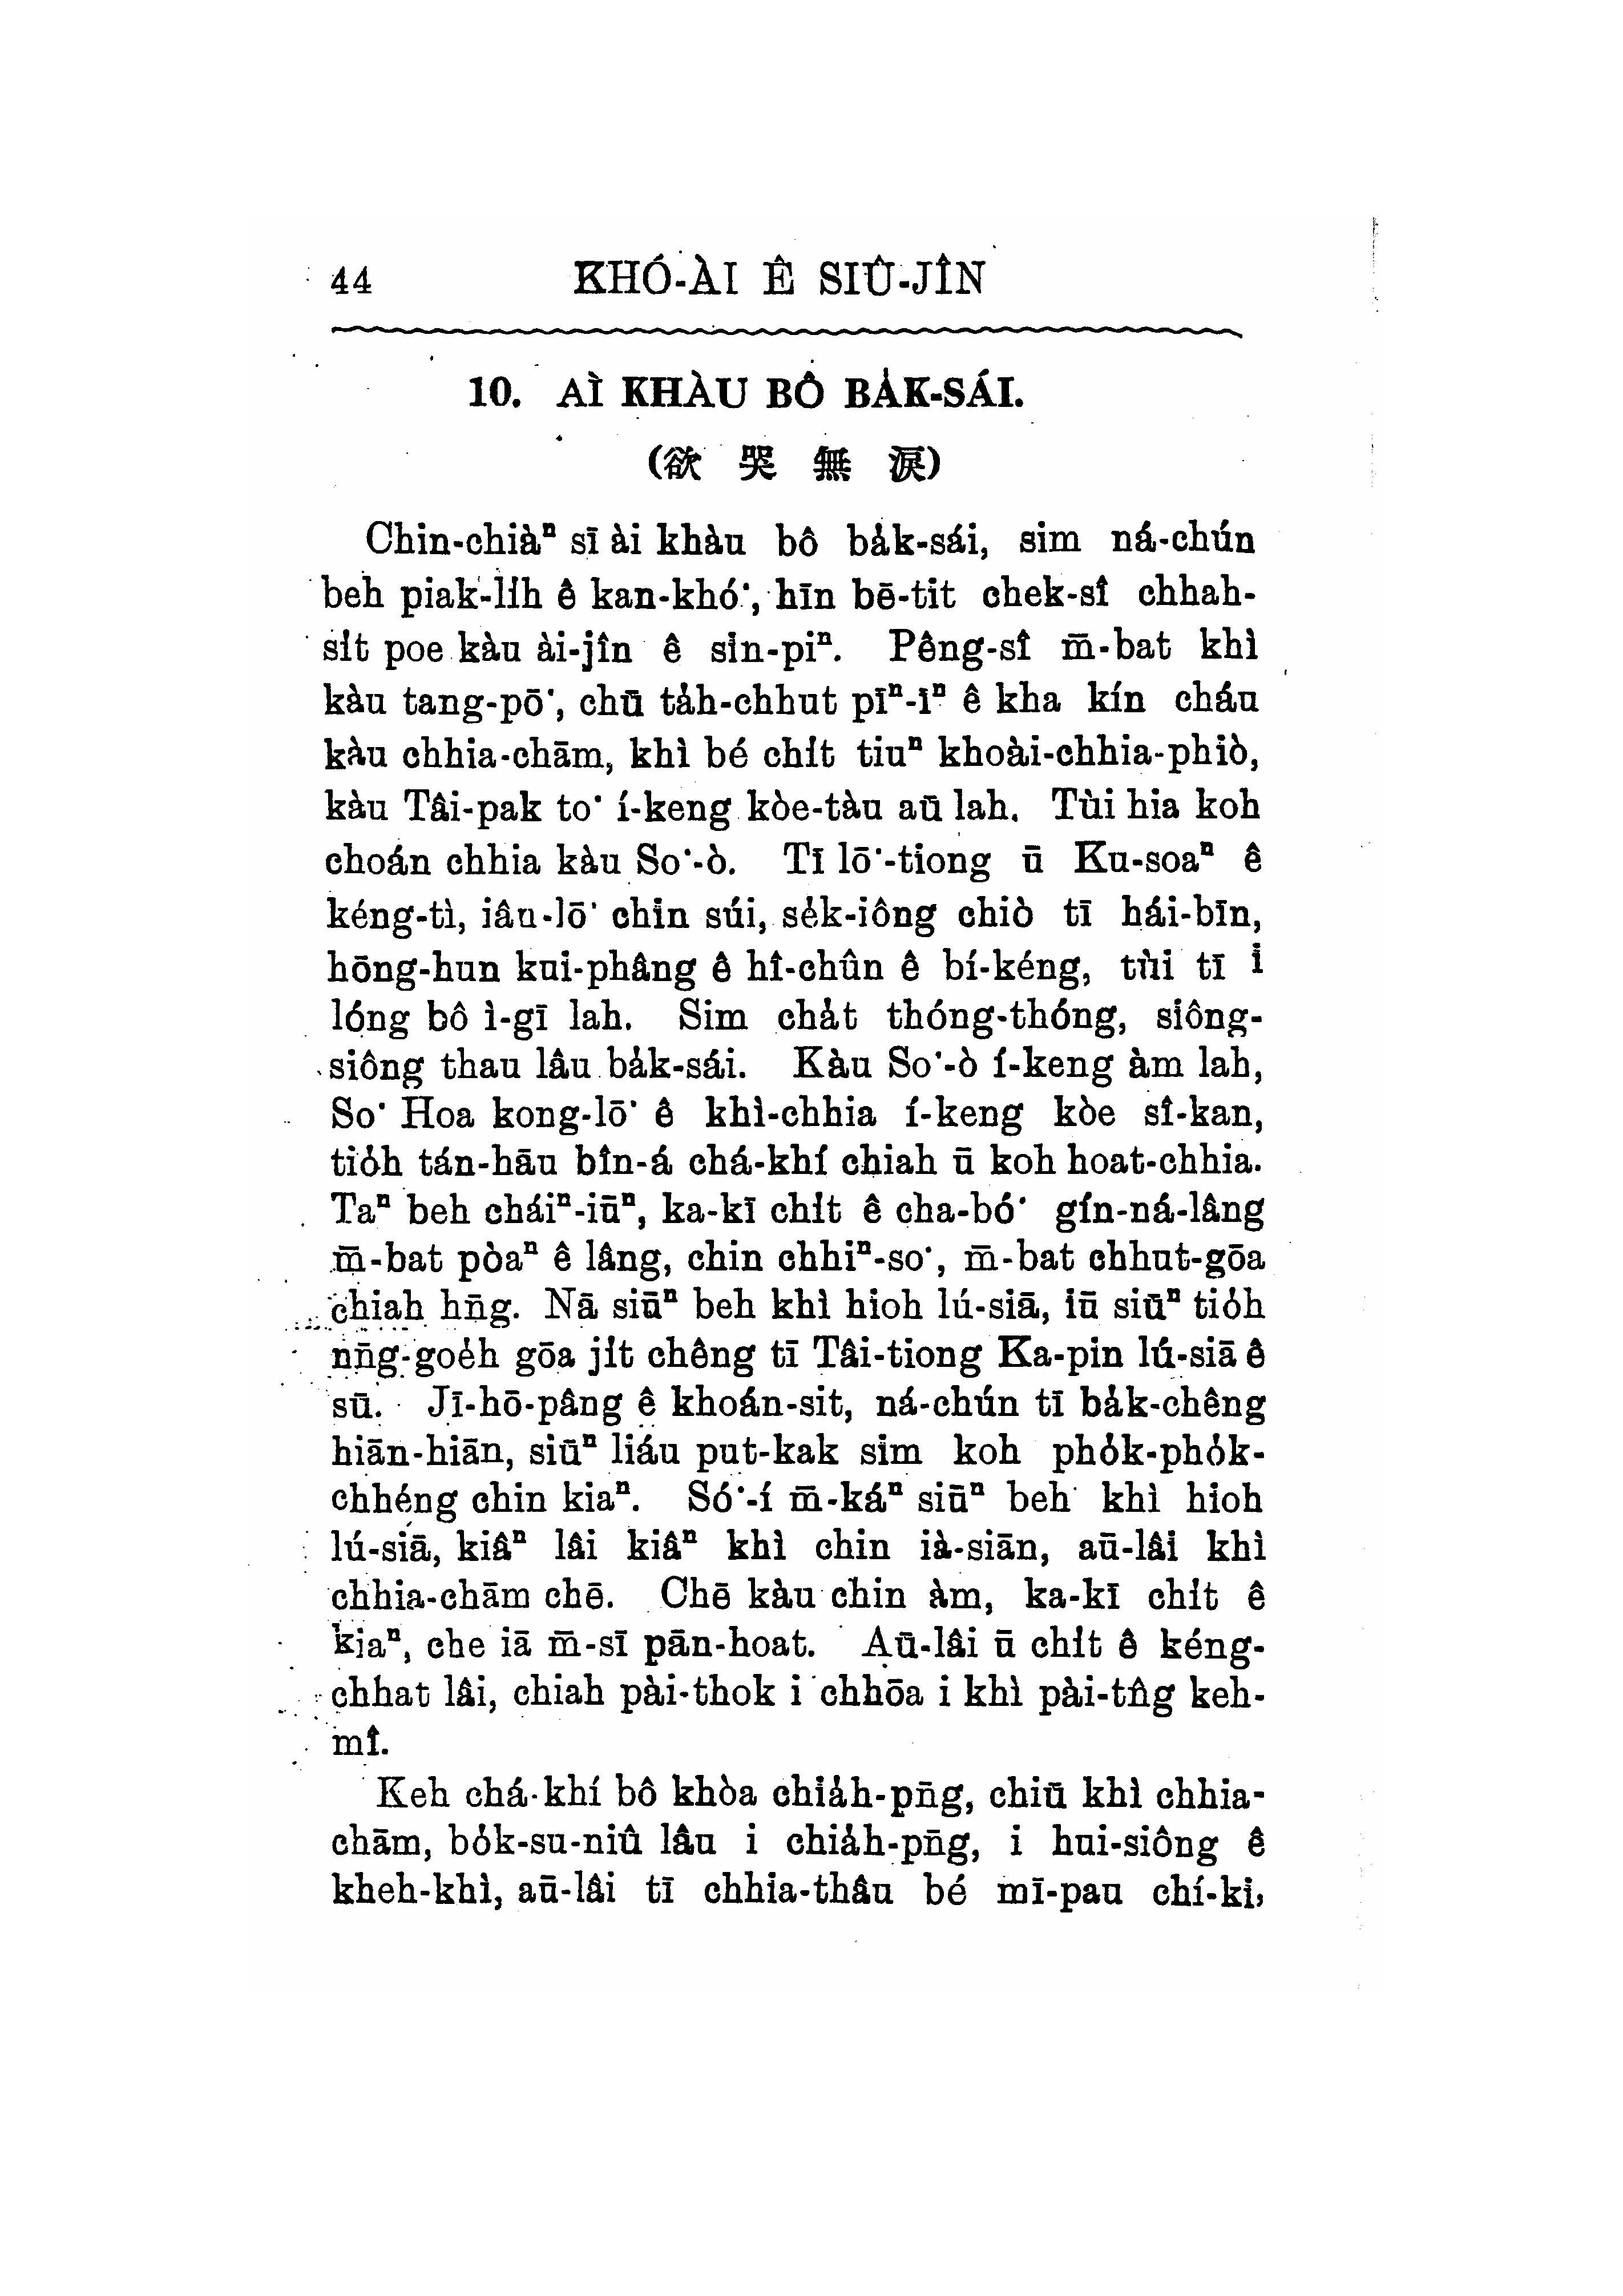 44 KHÓ-ÀI Ê SIÛ-JÎN
10. AÌ KHÀU BÔ BA̍K-SÁI.
(欲哭無淚)
Chin-chiàⁿ sī ài khàu bô ba̍k-sái, sim ná-chún
beh piak-li̍h ê kan-khó͘, hīn bē-tit chek-sî chhah-
si̍t poe kàu ài-jîn ê sin-piⁿ. Pêng-sî m̄-bat khì
kàu tang-pō͘, chū ta̍h-chhut pīⁿ-īⁿ ê kha kín cháu
kàu chhia-chām, khì bé chi̍t tiuⁿ khoài-chhia-phiò,
kàu Tâi-pak to͘ í-keng kòe-tàu aū lah. Tùi hia koh
choán chhia kàu So͘-ò. Tī lō͘-tiong ū Ku-soaⁿ ê
kéng-tì, iâu-lō͘ chin súi, se̍k-iông chiò tī hái-bīn,
hōng-hun kui-phâng ê hî-chûn ê bí-kéng, tùi tī i
lóng bô ì-gī lah. Sim cha̍t thóng-thóng, siông-
siông thau lâu ba̍k-sái. Kàu So͘-ò í-keng àm lah,
So͘ Hoa kong-lō͘ ê khì-chhia í-keng kòe sî-kan,
tio̍h tán-hāu bîn-á chá-khí chiah ū koh hoat-chhia.
Taⁿ beh cháiⁿ-iūⁿ, ka-kī chi̍t ê cha-bó͘ gín-ná-lâng
m̄-bat pòaⁿ ê lâng, chin chhiⁿ-so͘, m̄-bat chhut-gōa
chiah hn̄g. Nā siūⁿ beh khì hioh lú-siā, iū siūⁿ tio̍h
nn̄g-goe̍h gōa ji̍t chêng tī Tâi-tiong Ka-pin lú-siā ê
sū. Jī-hō-pâng ê khoán-sit, ná-chún tī ba̍k-chêng
hiān-hiān, siūⁿ liáu put-kak sim koh pho̍k-pho̍k-
chhéng chin kiaⁿ. Só͘-í m̄-káⁿ siūⁿ beh khì hioh
lú-siā, kiâⁿ lâi kiâⁿ khì chin ià-siān, aū-lâi khì
chhia-chām chē. Chē kàu chin àm, ka-kī chi̍t ê
kiaⁿ, che iā m̄-sī pān-hoat. Aū-lâi ū chi̍t ê kéng-
chhat lâi, chiah pài-thok i chhōa i khì pài-tn̂g keh-
mî.
Keh chá-khí bô khòa chia̍h-pn̄g, chiū khì chhia-
chām, bo̍k-su-niû lâu i chia̍h-pn̄g, i hui-siông ê
kheh-khì, aū-lâi tī chhia-thâu bé mī-pau chí-ki,